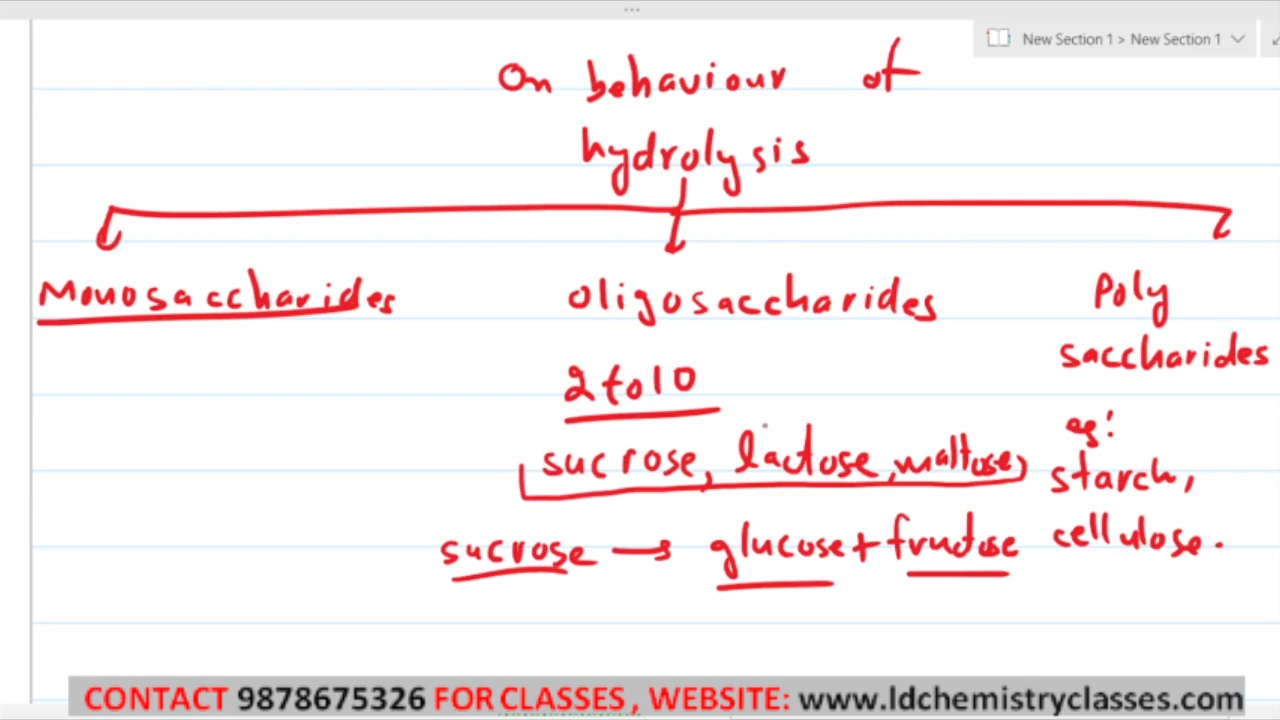 New Section 1 > New Section 1
On behaviour of
hydrolysis
Monosaccharides
oligosaccharides
2 to 10
sucrose, lactose, maltose,
sucrose → glucose + fructose
Poly
saccharides
eg:
starch,
cellulose.
CONTACT 9878675326 FOR CLASSES , WEBSITE: www.ldchemistryclasses.com